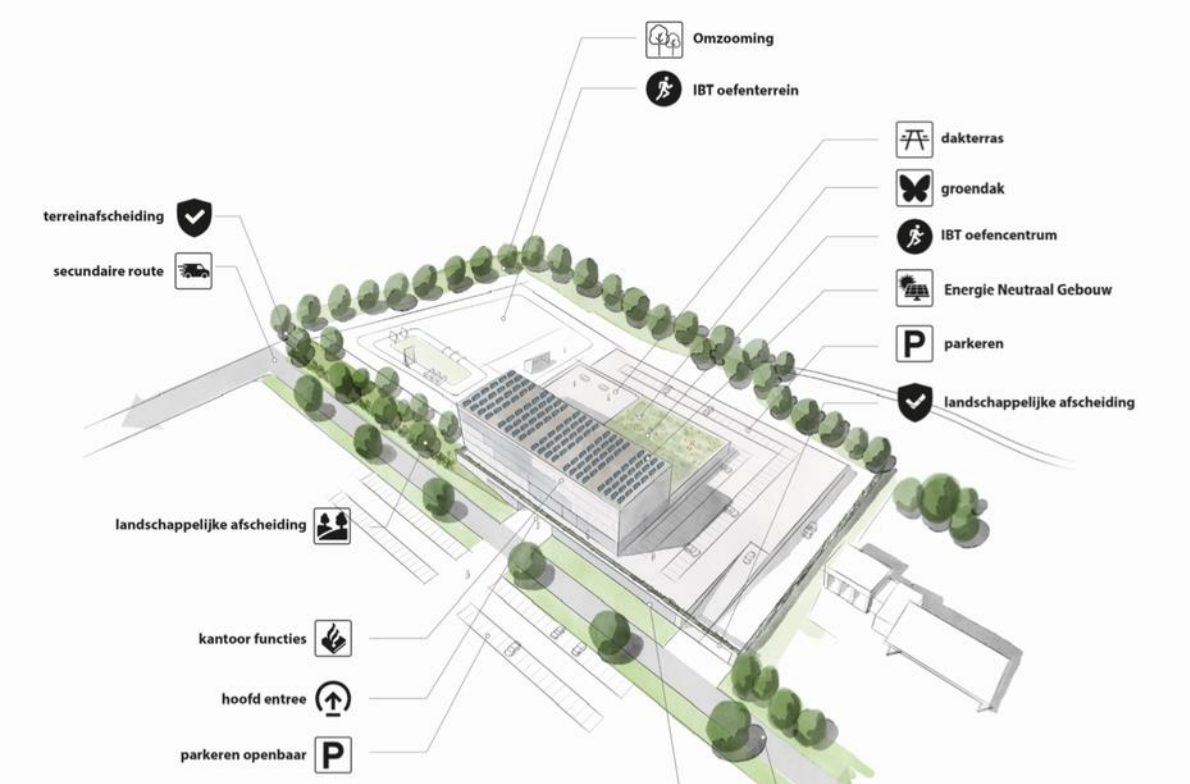 Omzooming
IBT oefenterrein
dakterras
groendak
IBT oefencentrum
Energie Neutraal Gebouw
P parkeren
landschappelijke afscheiding
terreinafscheiding
secundaire route
landschappelijke afscheiding
kantoor functies
hoofd entree
parkeren openbaar P